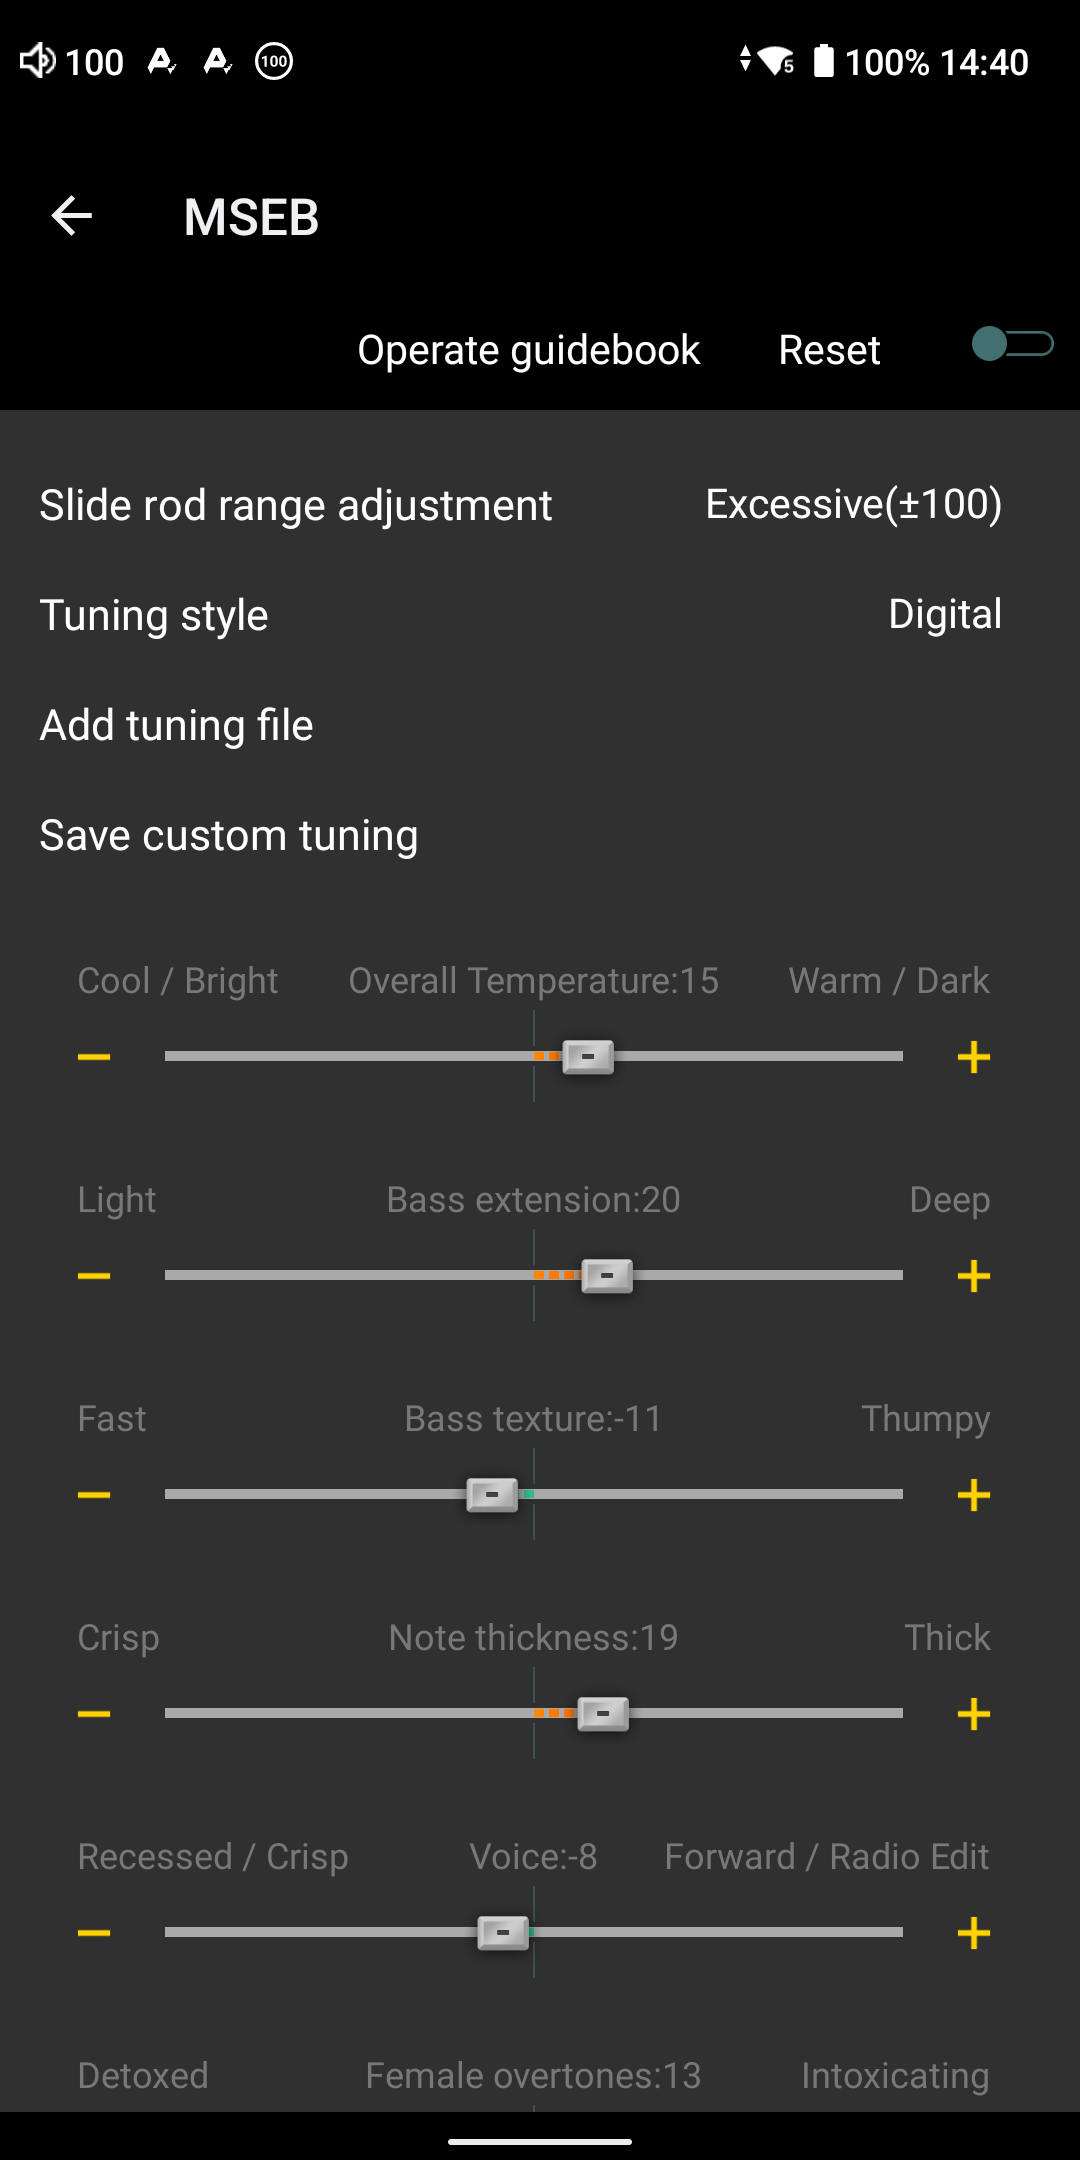 100 100 5 100% 14:40
MSEB
Operate guidebook Reset
Slide rod range adjustment Excessive(±100)
Tuning style Digital
Add tuning file
Save custom tuning
Cool / Bright Overall Temperature:15 Warm / Dark
Light Bass extension:20 Deep
Fast Bass texture:-11 Thumpy
Crisp Note thickness:19 Thick
Recessed / Crisp Voice:-8 Forward / Radio Edit
Detoxed Female overtones:13 Intoxicating